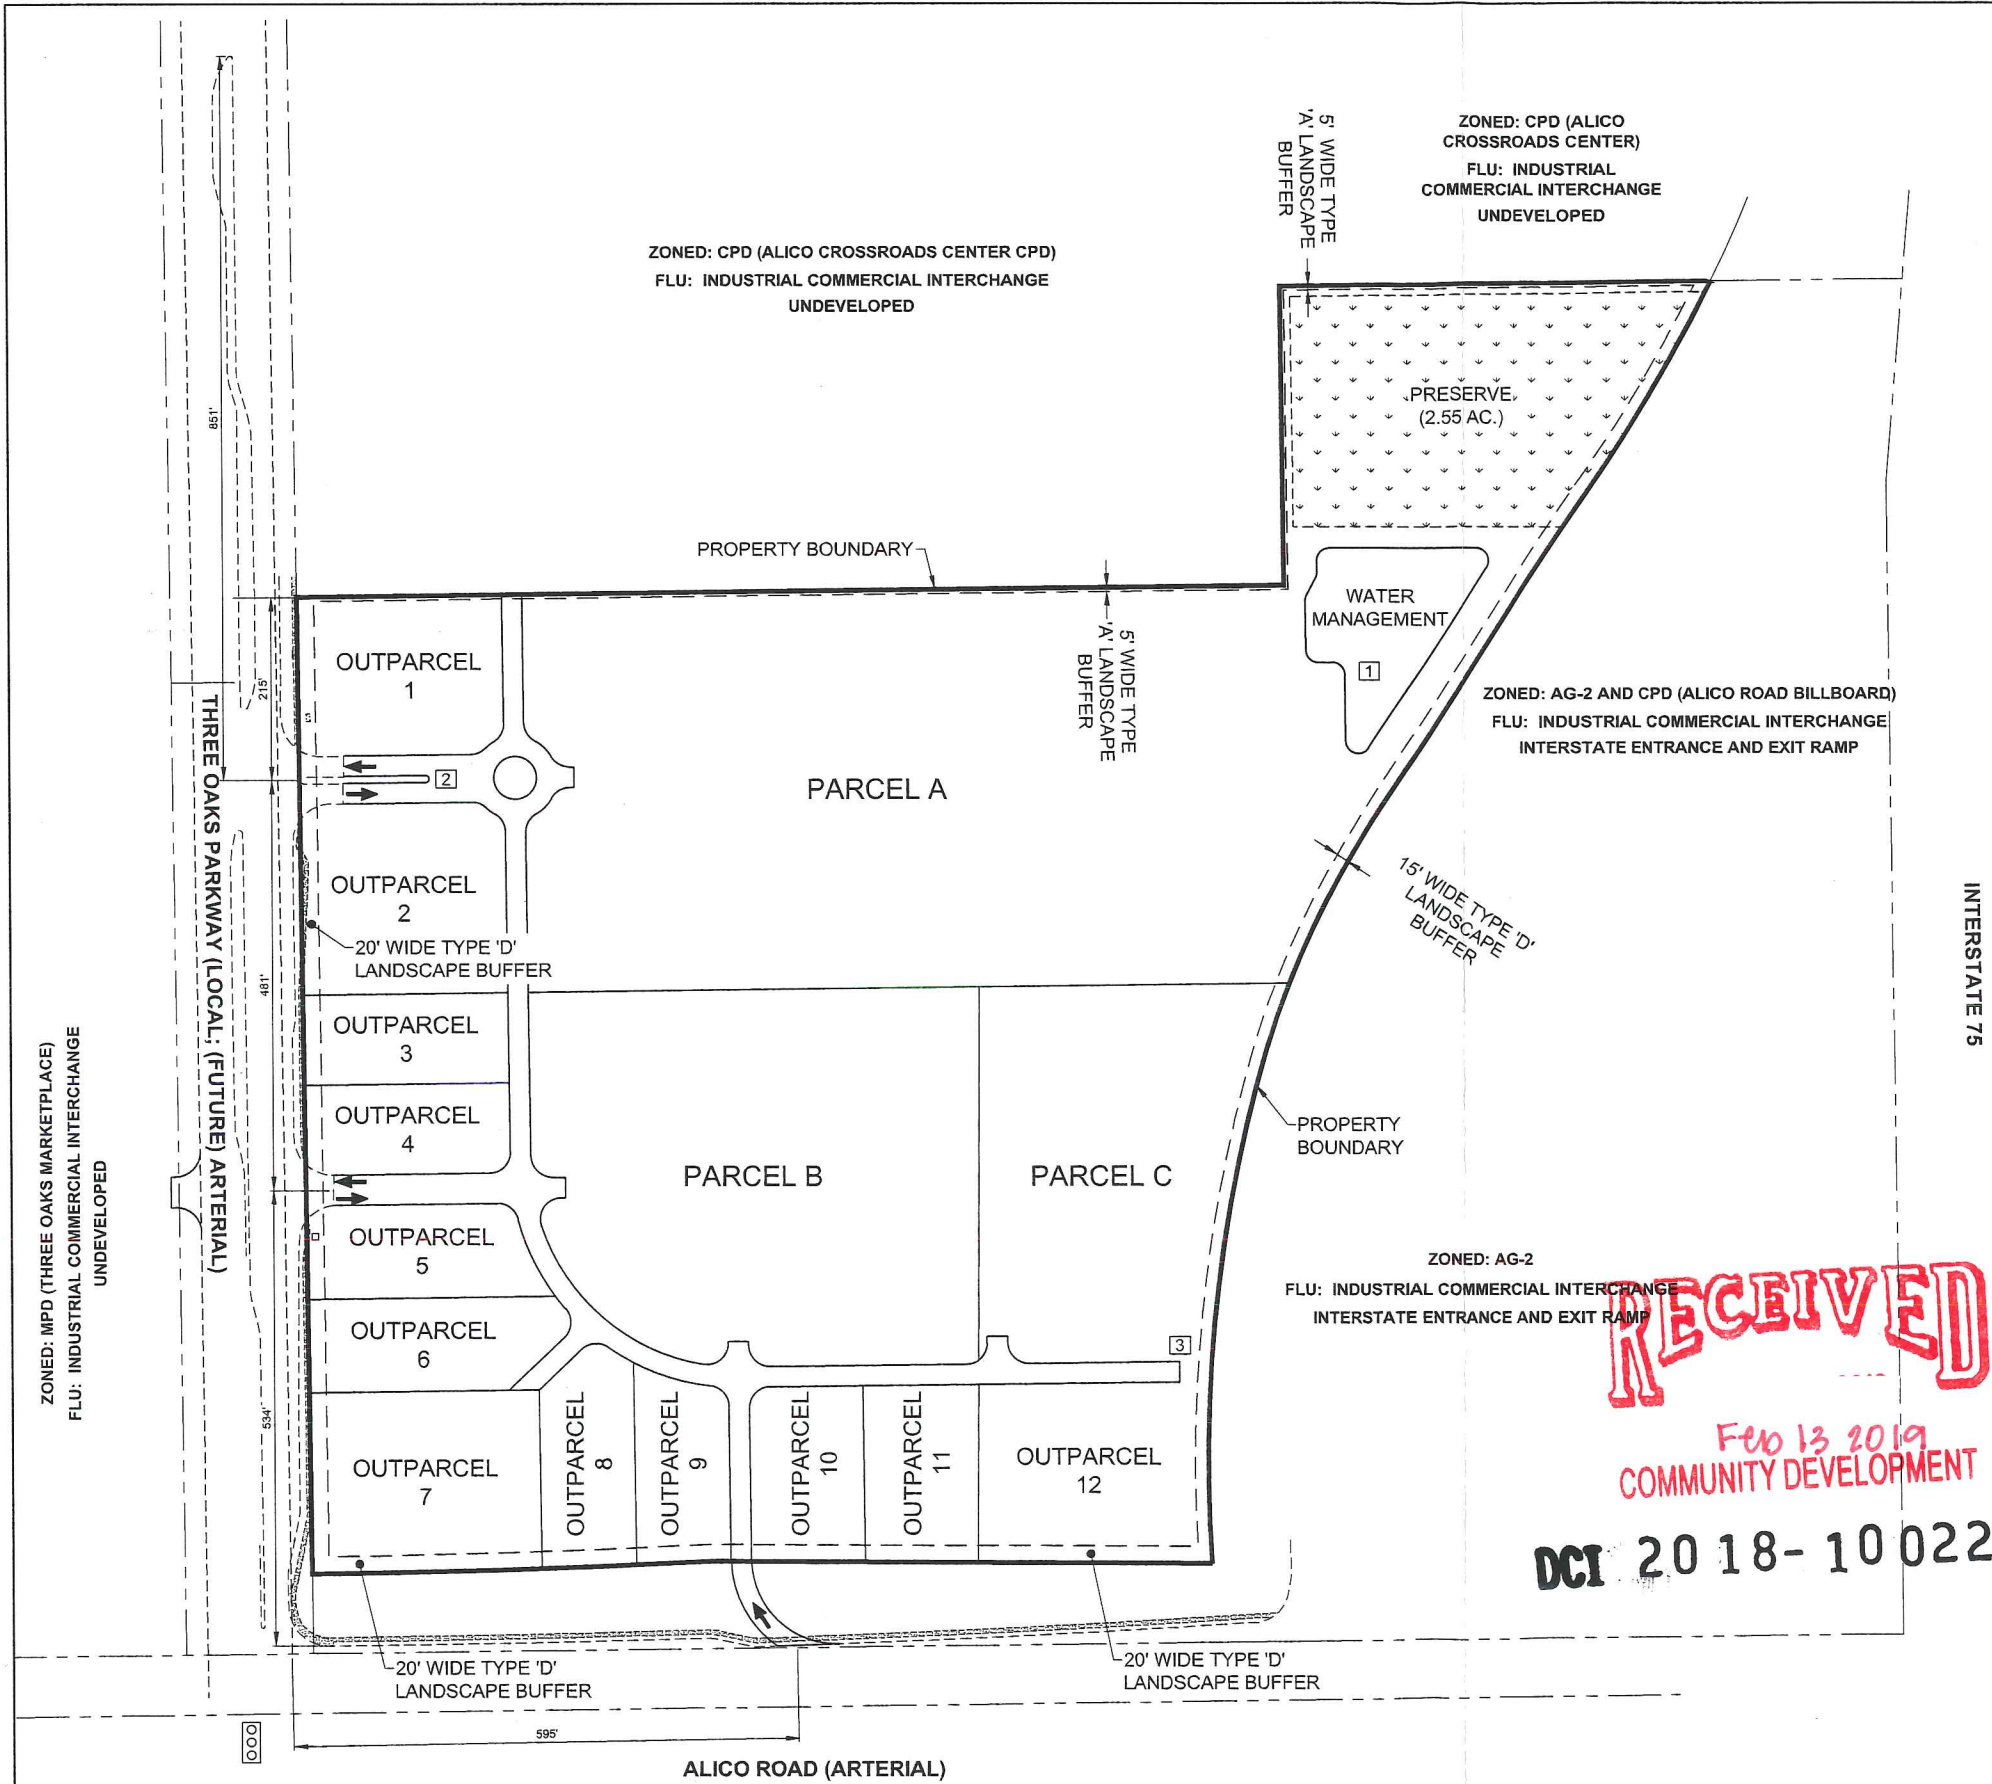 5' WIDE TYPE
'A' LANDSCAPE
BUFFER
ZONED: CPD (ALICO
CROSSROADS CENTER)
FLU: INDUSTRIAL
COMMERCIAL INTERCHANGE
UNDEVELOPED
ZONED: CPD (ALICO CROSSROADS CENTER CPD)
FLU: INDUSTRIAL COMMERCIAL INTERCHANGE
UNDEVELOPED
851'
PRESERVE
(2.55 AC.)
PROPERTY BOUNDARY
WATER
MANAGEMENT
1
5' WIDE TYPE
'A' LANDSCAPE
BUFFER
OUTPARCEL
1
215'
ZONED: AG-2 AND CPD (ALICO ROAD BILLBOARD)
FLU: INDUSTRIAL COMMERCIAL INTERCHANGE
INTERSTATE ENTRANCE AND EXIT RAMP
2
PARCEL A
THREE OAKS PARKWAY (LOCAL; (FUTURE) ARTERIAL)
OUTPARCEL
2
20' WIDE TYPE 'D'
LANDSCAPE BUFFER
15' WIDE TYPE 'D'
LANDSCAPE
BUFFER
INTERSTATE 75
481'
OUTPARCEL
3
OUTPARCEL
4
PROPERTY
BOUNDARY
ZONED: MPD (THREE OAKS MARKETPLACE)
FLU: INDUSTRIAL COMMERCIAL INTERCHANGE
UNDEVELOPED
PARCEL B
PARCEL C
OUTPARCEL
5
ZONED: AG-2
FLU: INDUSTRIAL COMMERCIAL INTERCHANGE
INTERSTATE ENTRANCE AND EXIT RAMP
RECEIVED
OUTPARCEL
6
3
534'
OUTPARCEL
7
OUTPARCEL
8
OUTPARCEL
9
OUTPARCEL
10
OUTPARCEL
11
OUTPARCEL
12
Feb 13 2019
COMMUNITY DEVELOPMENT
DCI 2018-10022
20' WIDE TYPE 'D'
LANDSCAPE BUFFER
20' WIDE TYPE 'D'
LANDSCAPE BUFFER
595'
ALICO ROAD (ARTERIAL)